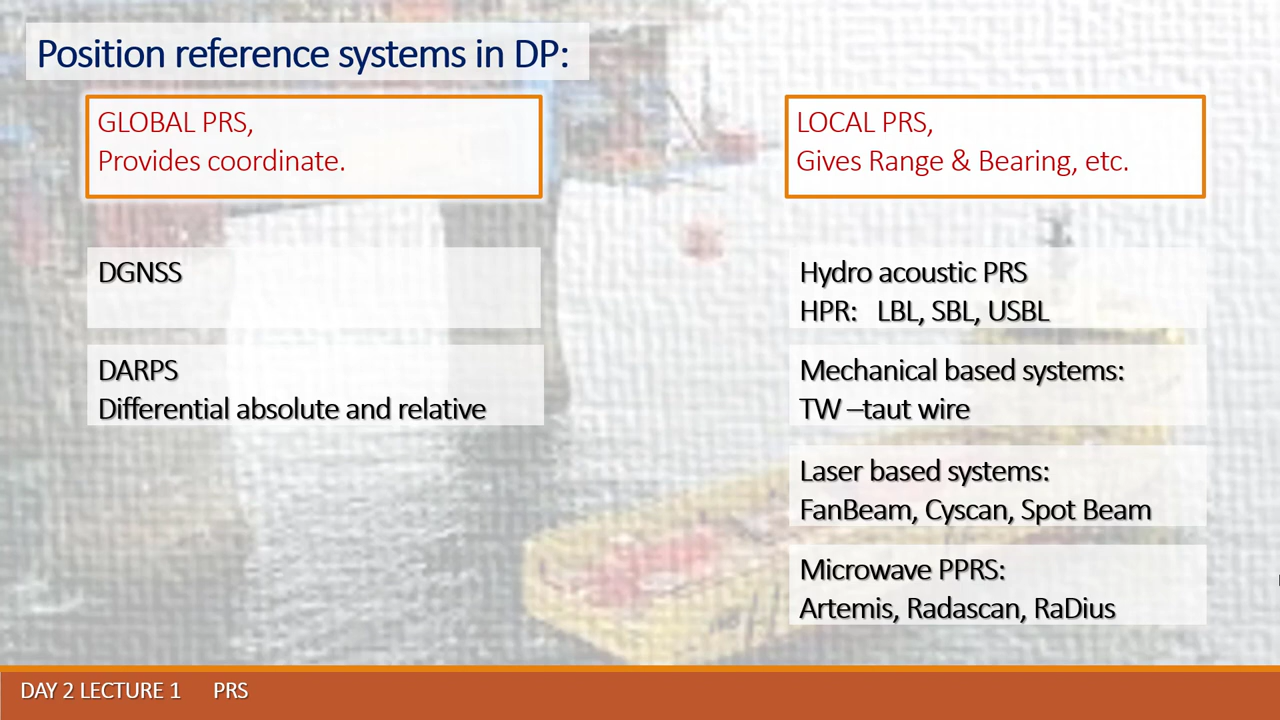 Position reference systems in DP:
GLOBAL PRS,
Provides coordinate.
DGNSS
DARPS
Differential absolute and relative
LOCAL PRS,
Gives Range & Bearing, etc.
Hydro acoustic PRS
HPR: LBL, SBL, USBL
Mechanical based systems:
TW –taut wire
Laser based systems:
FanBeam, Cyscan, Spot Beam
Microwave PPRS:
Artemis, Radascan, RaDius
DAY 2 LECTURE 1 PRS